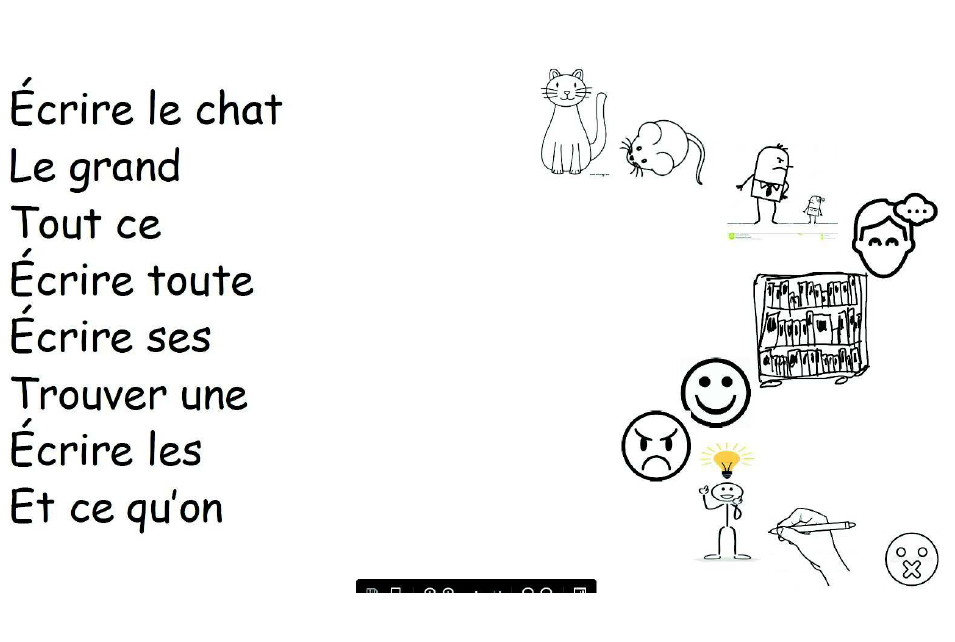 Écrire le chat
Le grand
Tout ce
Écrire toute
Écrire ses
Trouver une
Écrire les
Et ce qu'on